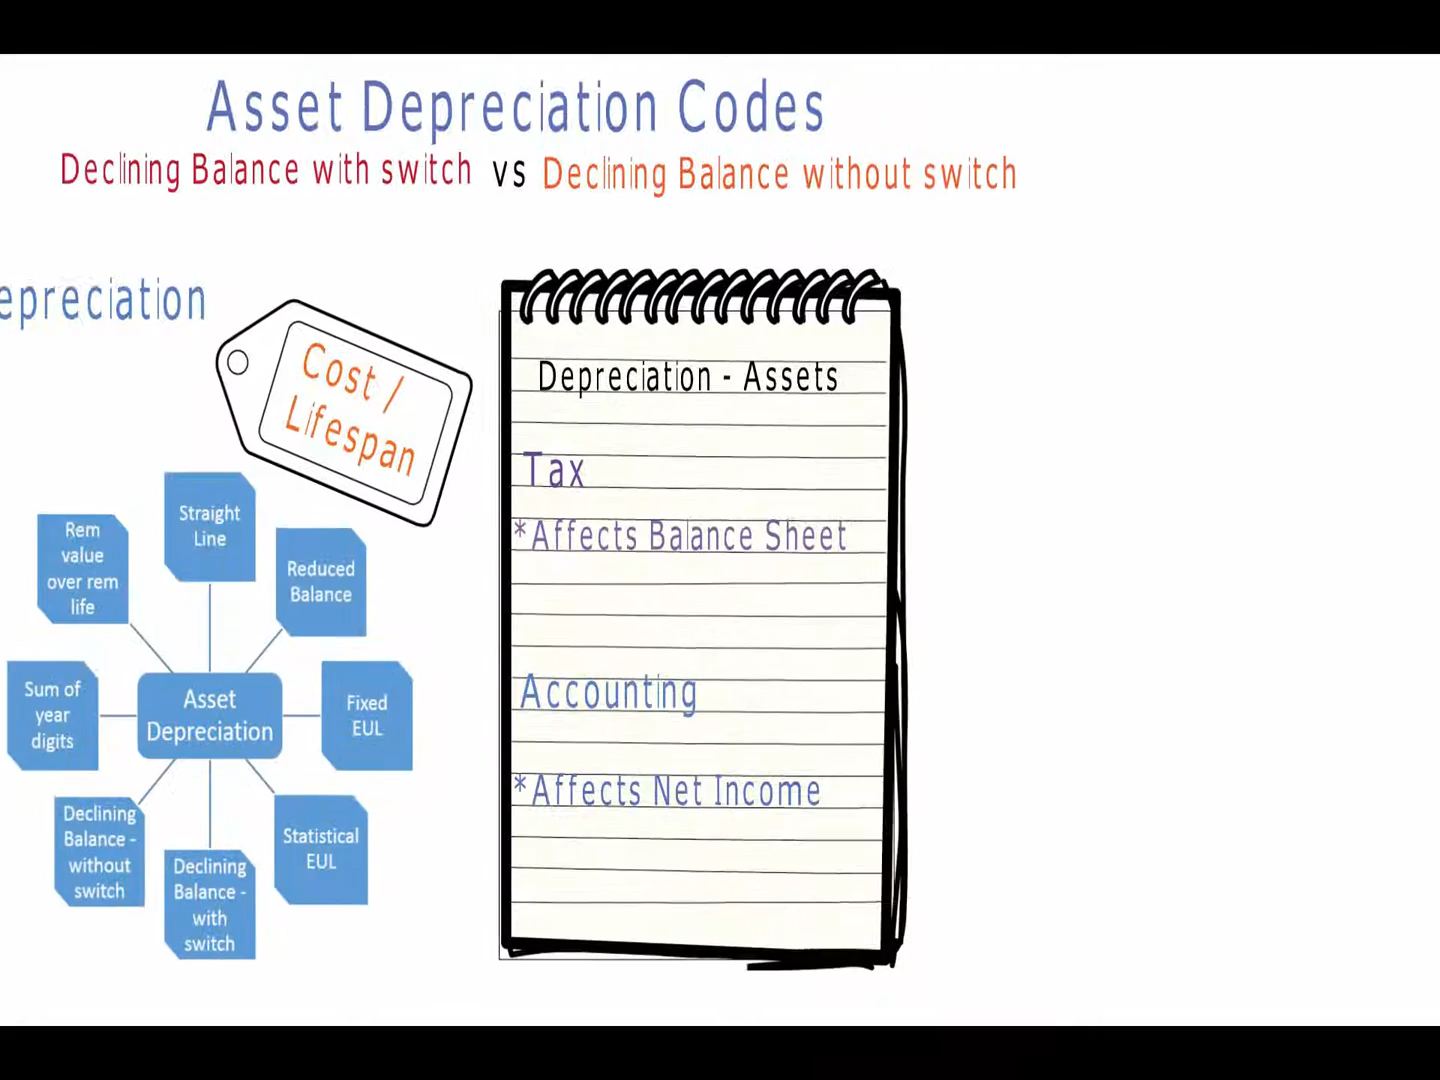 Asset Depreciation Codes
Declining Balance with switch vs Declining Balance without switch
epreciation
Cost /
Lifespan
Depreciation - Assets
Tax
*Affects Balance Sheet
Accounting
*Affects Net Income
Straight
Line
Rem
value
over rem
life
Reduced
Balance
Sum of
year
digits
Asset
Depreciation
Fixed
EUL
Declining
Balance -
without
switch
Declining
Balance -
with
switch
Statistical
EUL